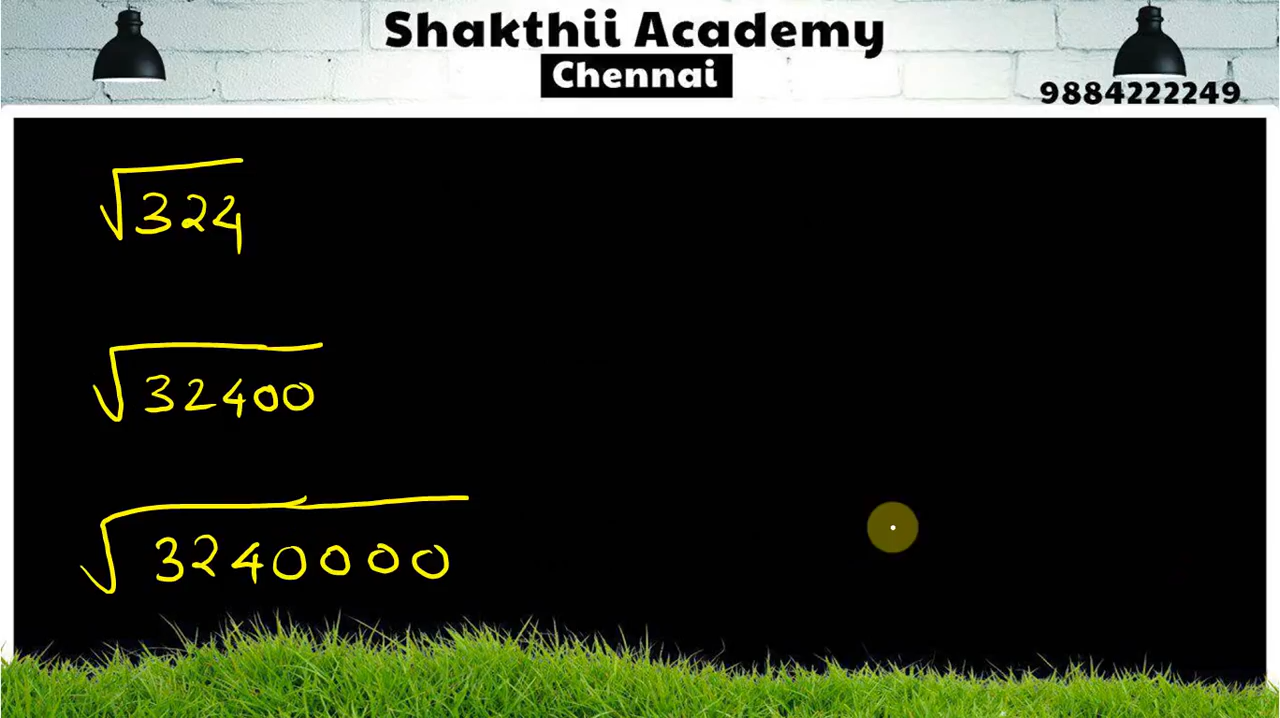 Shakthii Academy
Chennai
9884222249
√324
√32400
√3240000